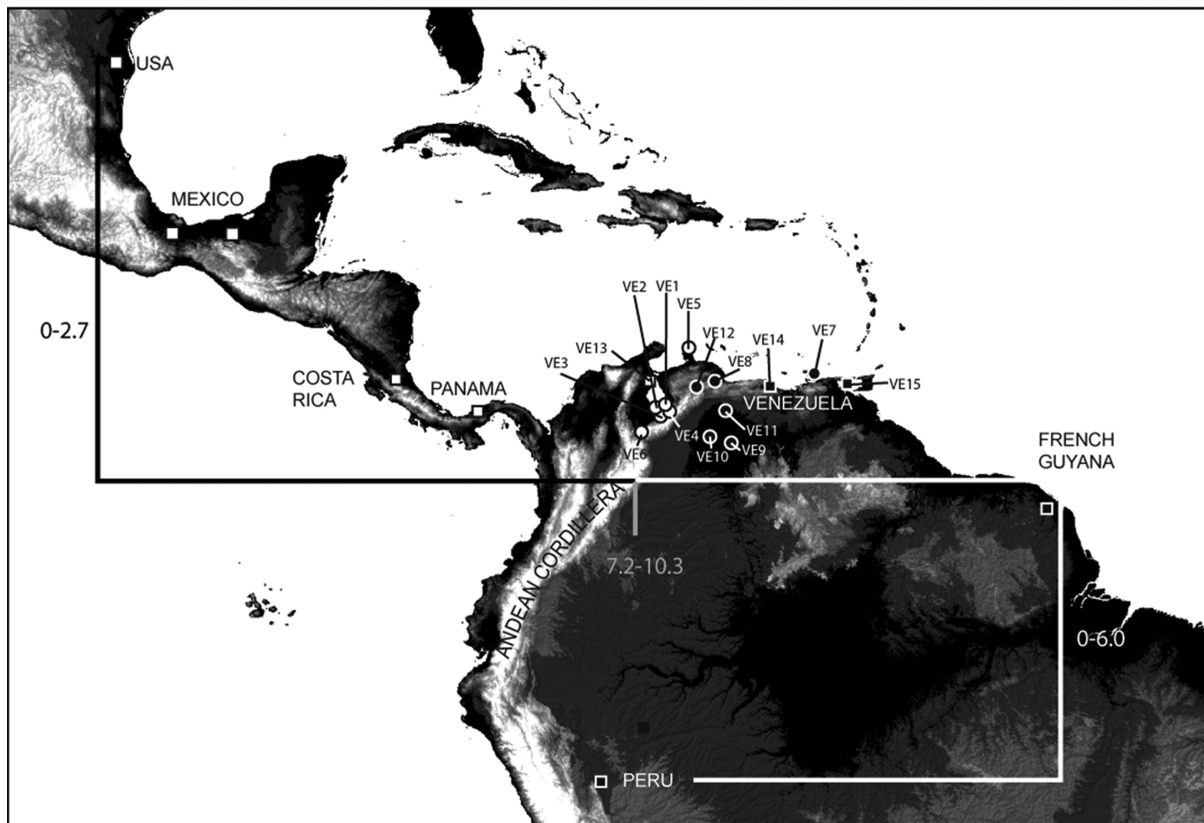 USA
MEXICO
VE2
VE1
VE5
VE12
VE14
VE7
0-2.7
VE13
VE8
VE3
COSTA
RICA
PANAMA
VE15
VENEZUELA
VE4
VE11
VE6
VE10
VE9
FRENCH
GUYANA
ANDEAN CORDILLERA
7.2-10.3
0-6.0
PERU